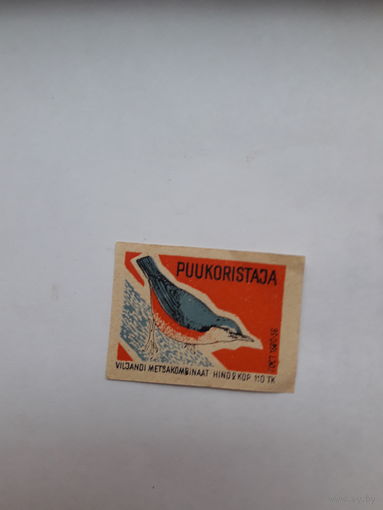 PUUKORISTAJA
VILJANDI METSAKOMBINAAT HIND 2 KOP 110 TK